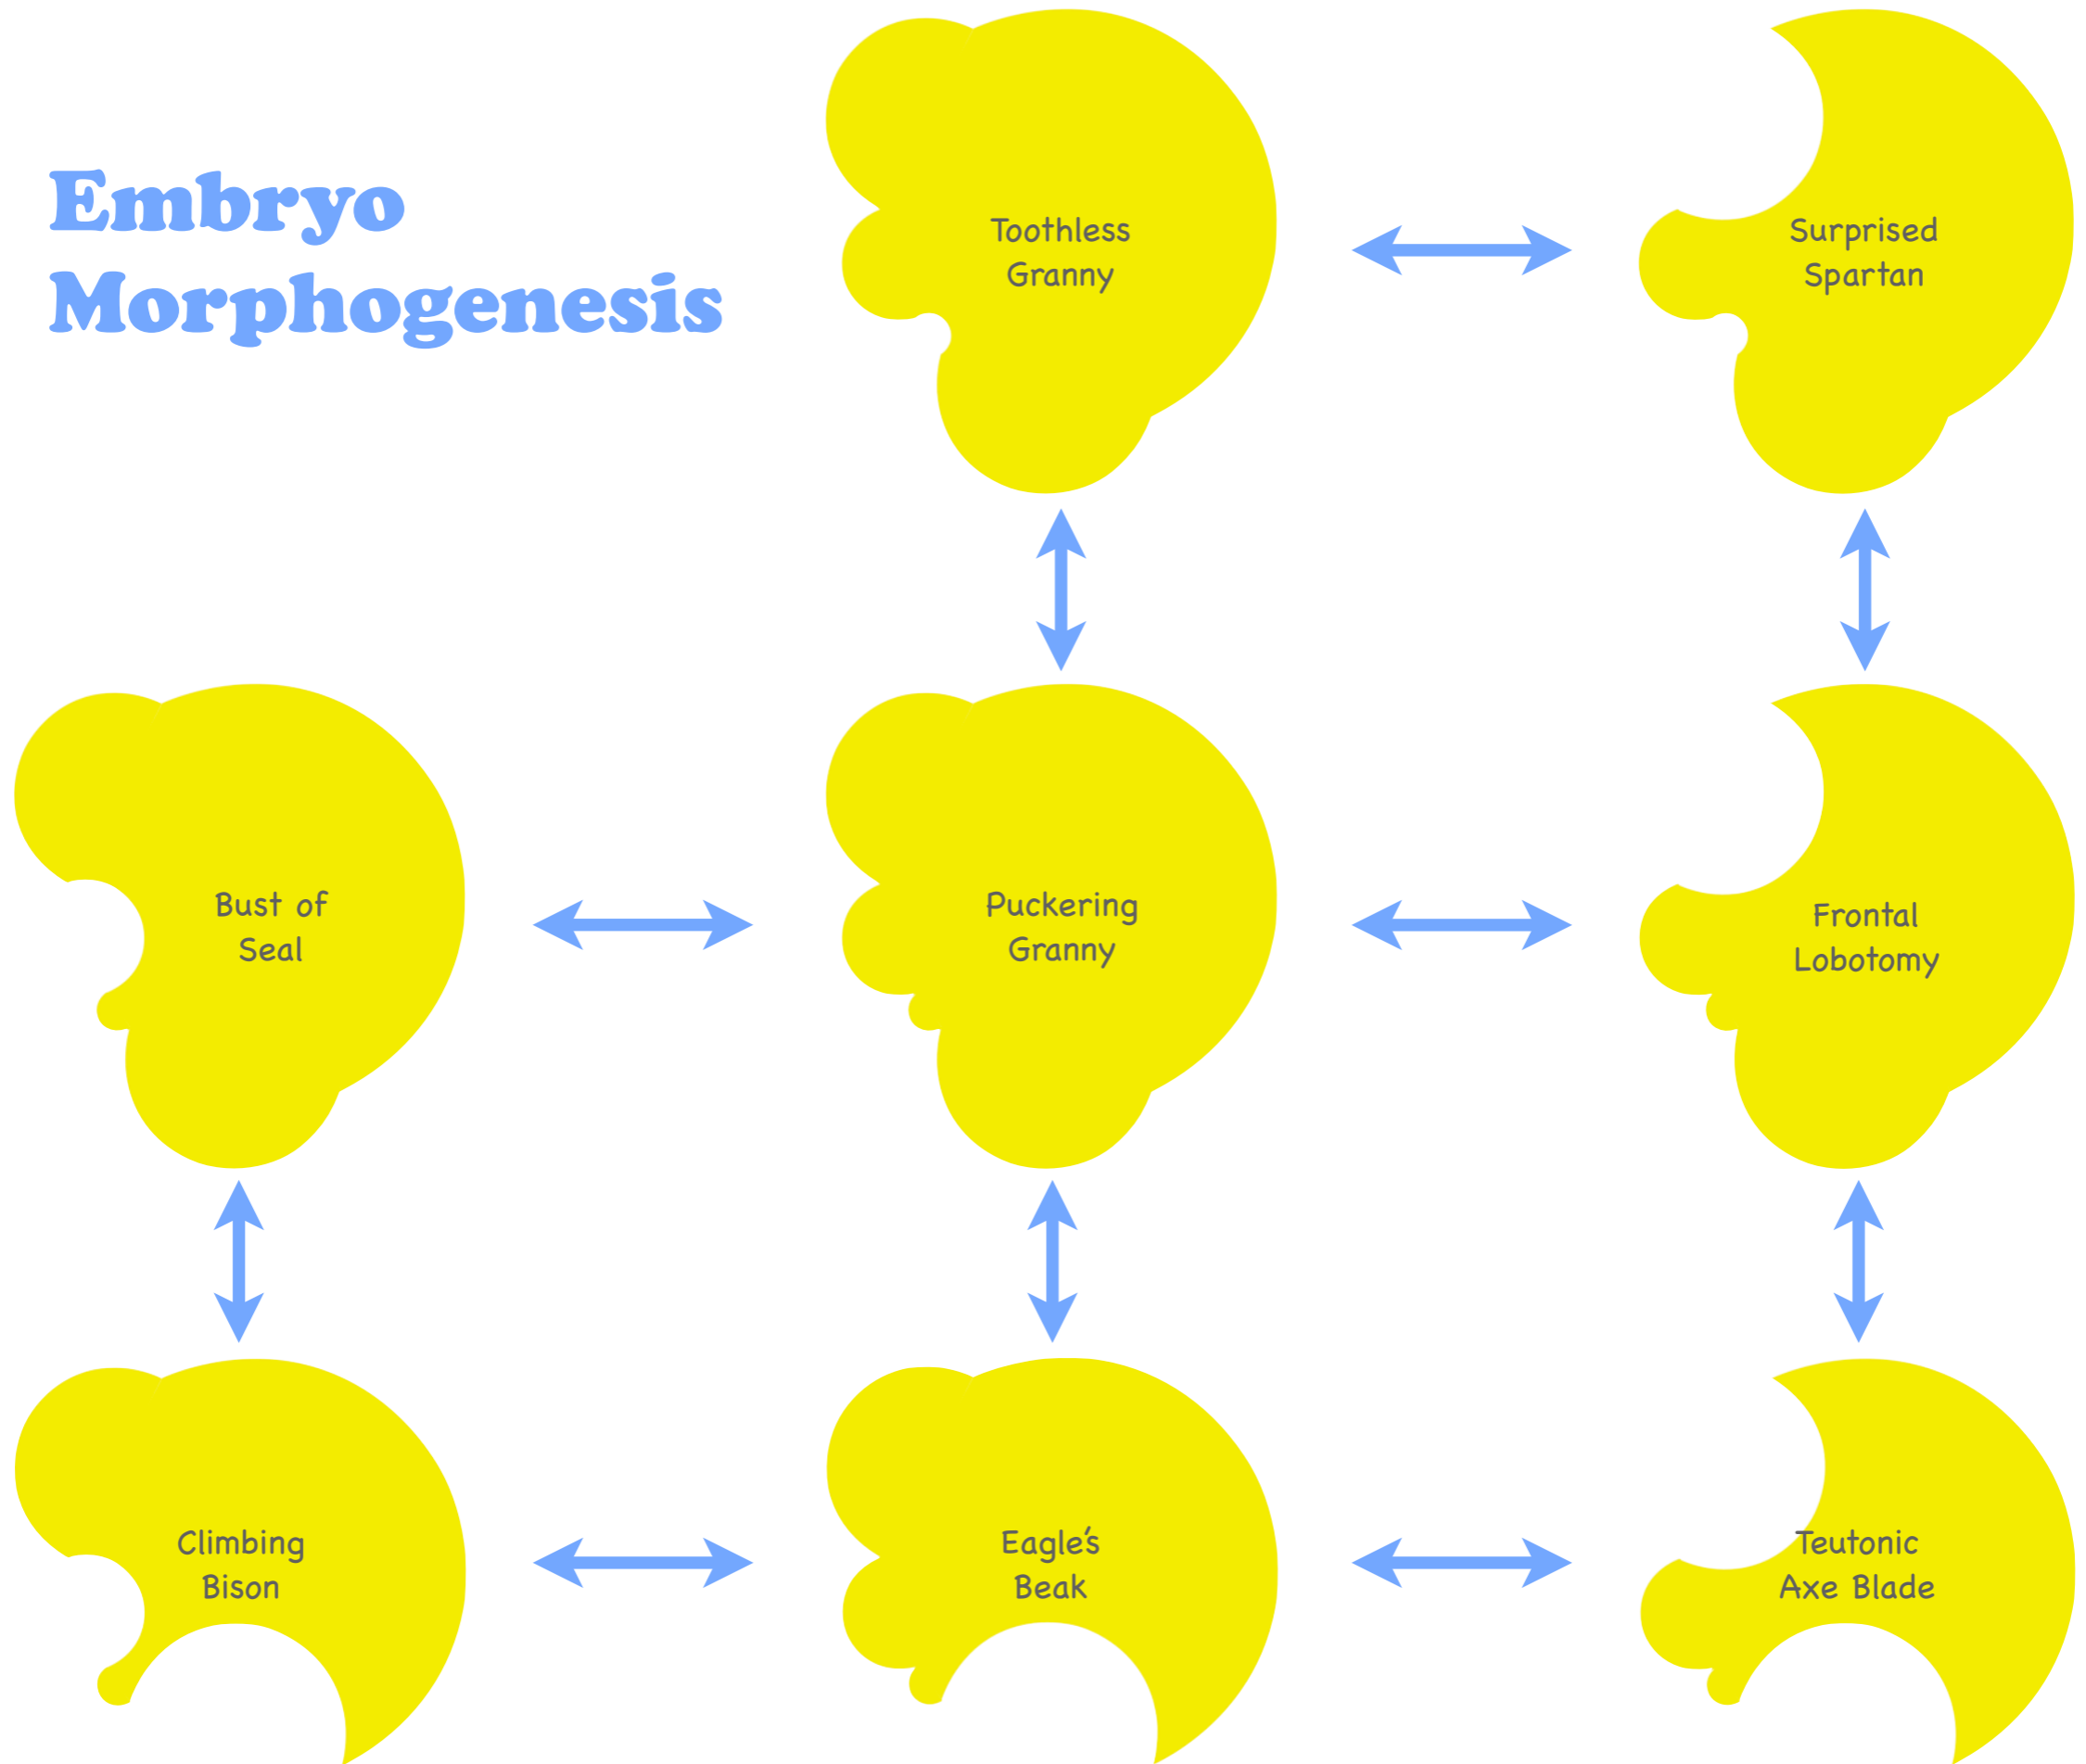 Embryo
Morphogenesis
Toothless
Granny
Surprised
Spartan
Bust of
Seal
Puckering
Granny
Frontal
Lobotomy
Climbing
Bison
Eagle's
Beak
Teutonic
Axe Blade